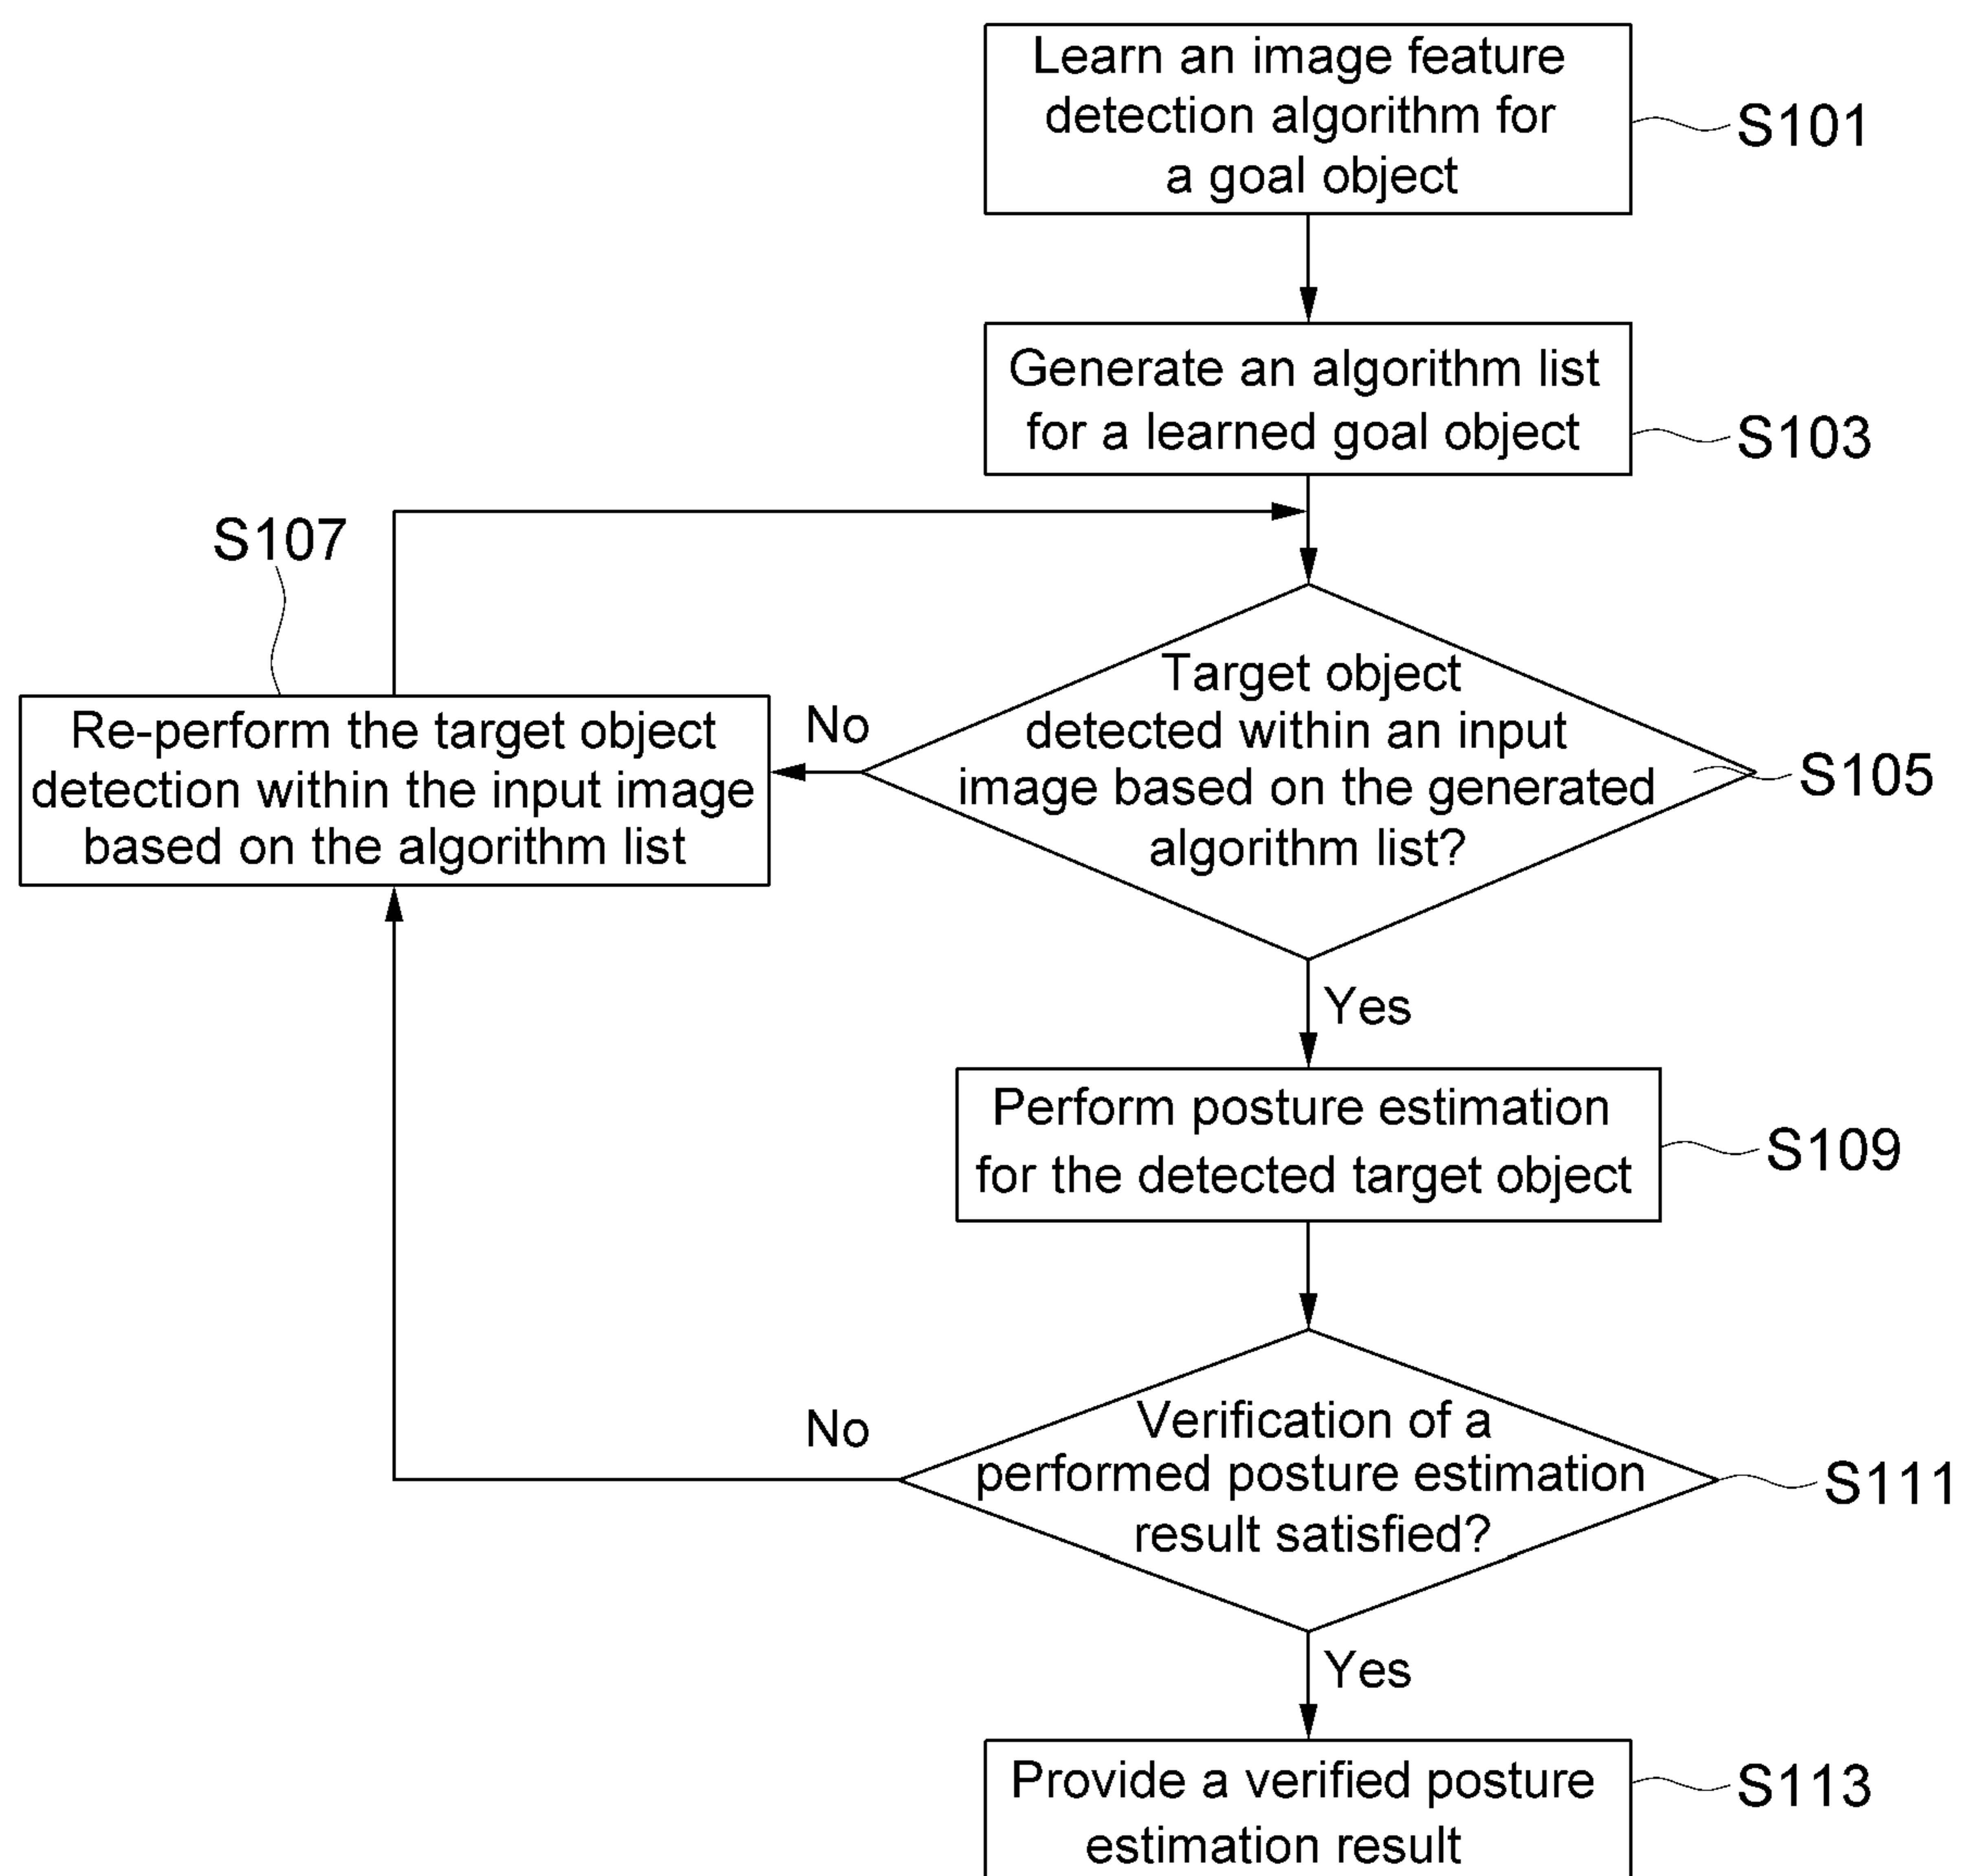 Learn an image feature
detection algorithm for
a goal object
S101
Generate an algorithm list
for a learned goal object
S103
S107
Re-perform the target object
detection within the input image
based on the algorithm list
No
Target object
detected within an input
image based on the generated
algorithm list?
S105
Yes
Perform posture estimation
for the detected target object
S109
No
Verification of a
performed posture estimation
result satisfied?
S111
Yes
Provide a verified posture
estimation result
S113